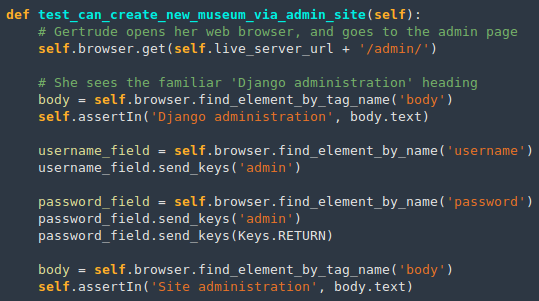 def test_can_create_new_museum_via_admin_site(self):
    # Gertrude opens her web browser, and goes to the admin page
    self.browser.get(self.live_server_url + '/admin/')

    # She sees the familiar 'Django administration' heading
    body = self.browser.find_element_by_tag_name('body')
    self.assertIn('Django administration', body.text)

    username_field = self.browser.find_element_by_name('username')
    username_field.send_keys('admin')

    password_field = self.browser.find_element_by_name('password')
    password_field.send_keys('admin')
    password_field.send_keys(Keys.RETURN)

    body = self.browser.find_element_by_tag_name('body')
    self.assertIn('Site administration', body.text)